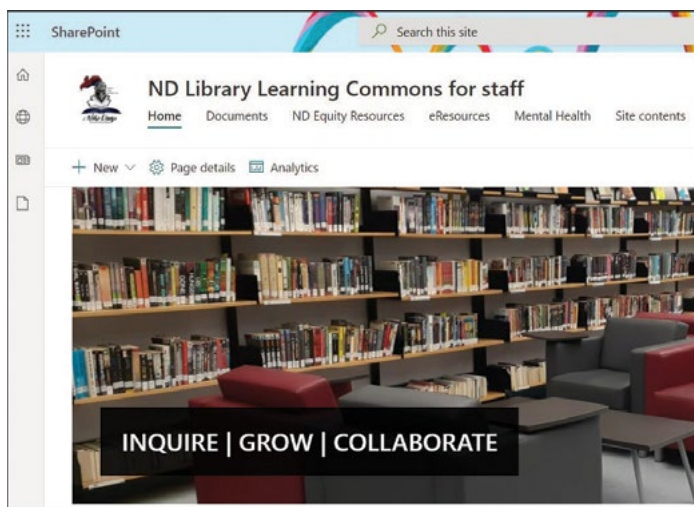 SharePoint
Search this site
ND Library Learning Commons for staff
Home Documents ND Equity Resources eResources Mental Health Site contents
+ New Page details Analytics
INQUIRE | GROW | COLLABORATE